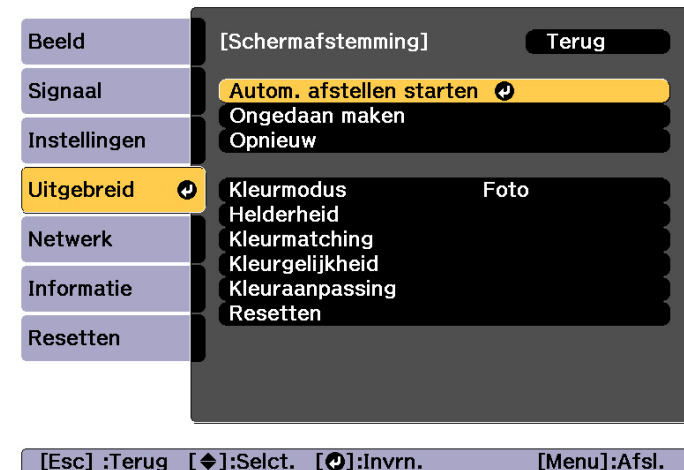 Beeld
Signaal
Instellingen
Uitgebreid
Netwerk
Informatie
Resetten
[Schermafstemming] Terug
Autom. afstellen starten
Ongedaan maken
Opnieuw
Kleurmodus Foto
Helderheid
Kleurmatching
Kleurgelijkheid
Kleuraanpassing
Resetten
[Esc] :Terug [◆]:Selct. [⏎]:Invrn. [Menu]:Afsl.